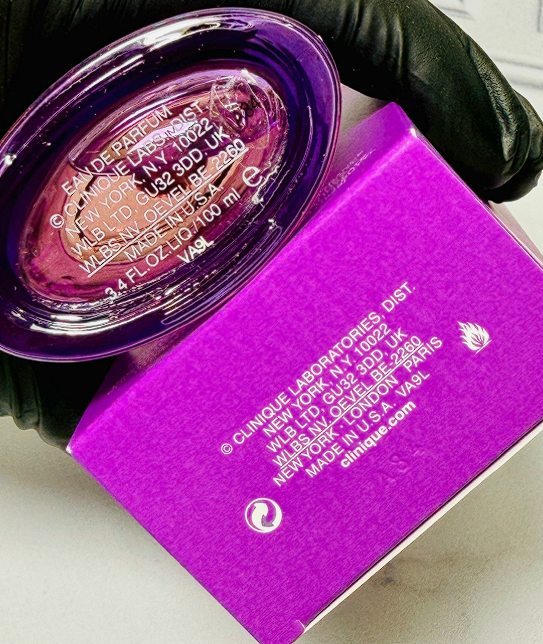 EAU DE PARFUM
© CLINIQUE LABS., DIST.
NEW YORK, N.Y. 10022
WLB LTD, GU32 3DD, UK
WLBS NV, OEVEL BE-2260
MADE IN U.S.A.
3.4 FL.OZ.LIQ./100 ml e
VA9L
© CLINIQUE LABORATORIES, DIST.
NEW YORK, N.Y. 10022
WLB LTD, GU32 3DD, UK
WLBS NV, OEVEL BE-2260
NEW YORK · LONDON · PARIS
MADE IN U.S.A. VA9L
clinique.com